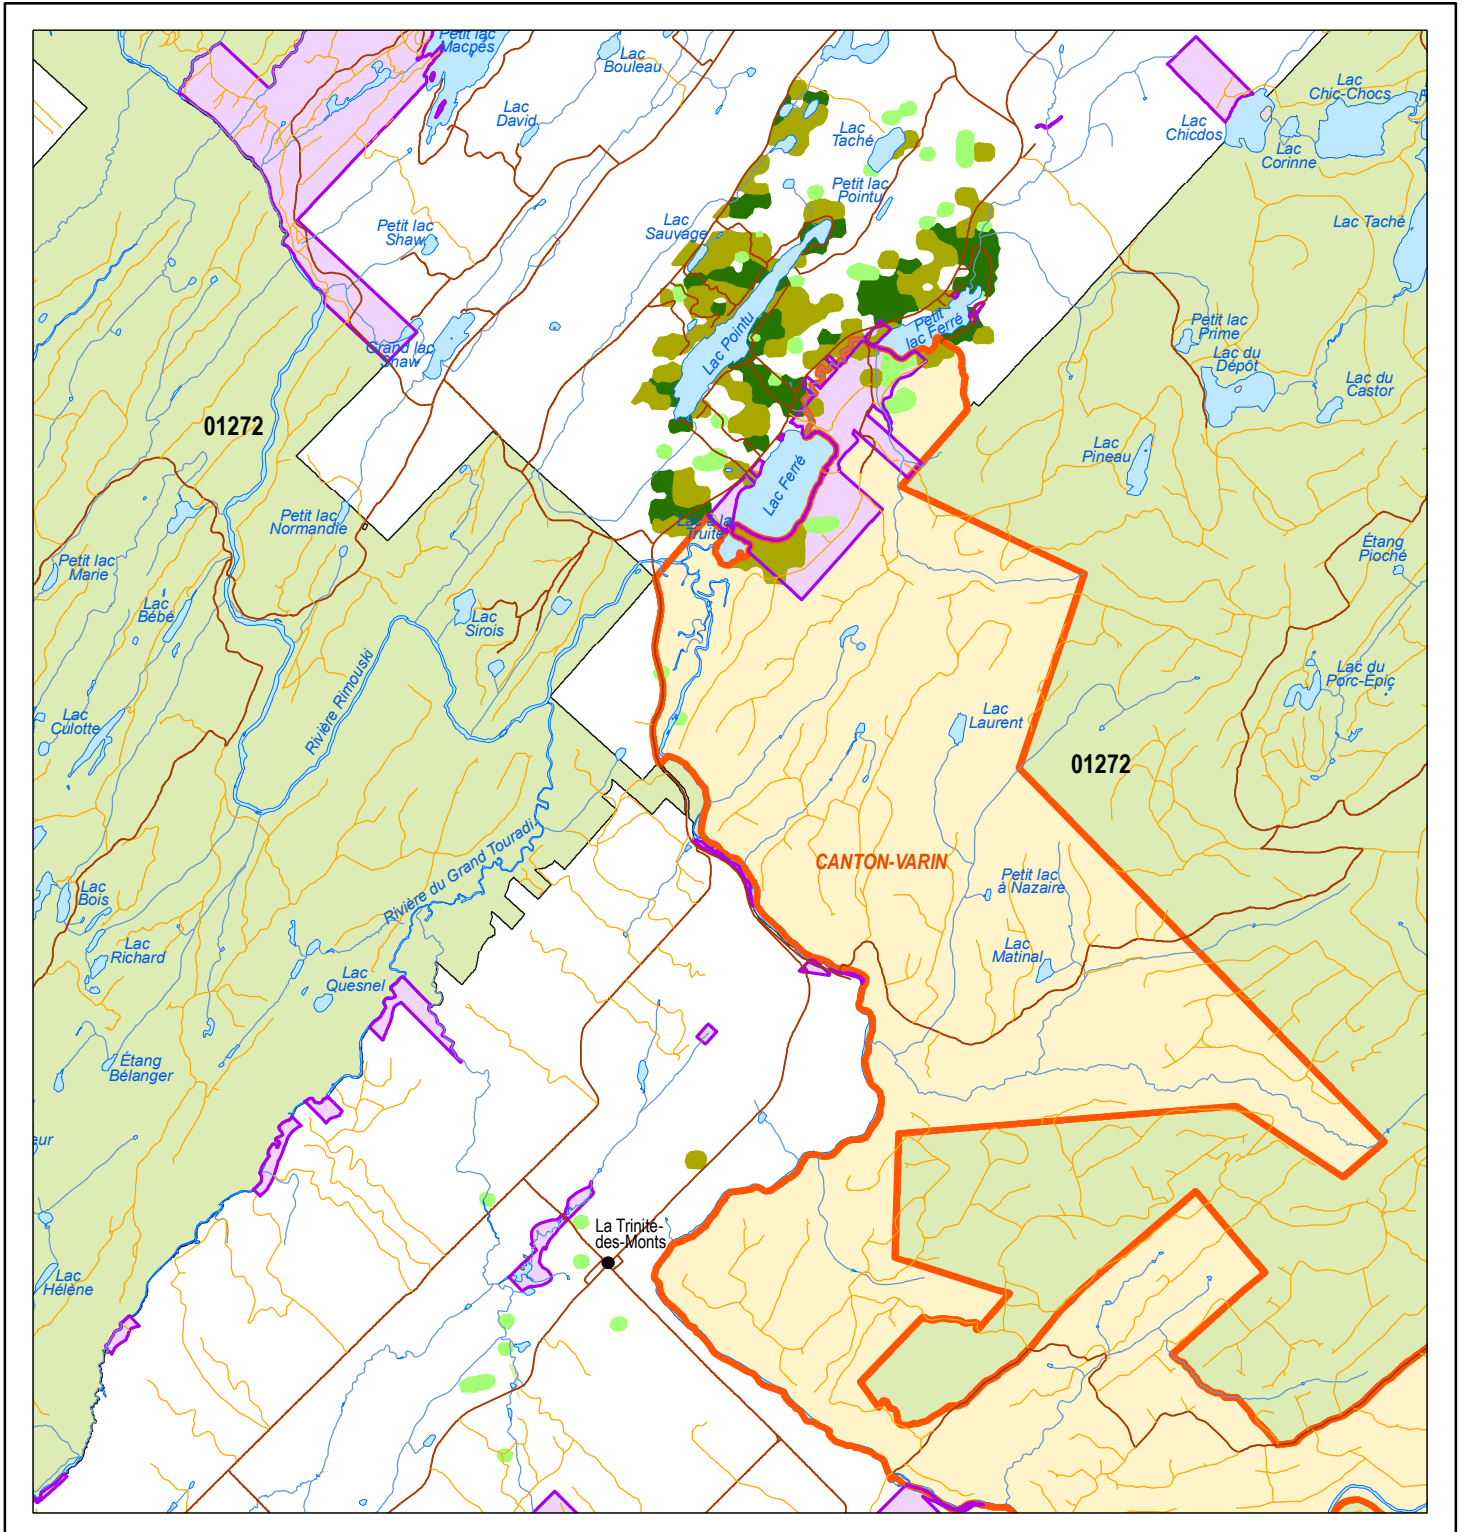 Petit lac
Macpès
Lac
Bouleau
Lac
David
Lac
Taché
Petit lac
Pointu
Lac
Chic-Chocs
Lac
Chicdos
Lac
Corinne
Lac Taché
Petit lac
Shaw
Lac
Sauvage
Grand lac
Shaw
Lac Pointu
Petit
lac Ferré
Petit lac
Prime
Lac du
Dépôt
Lac du
Castor
01272
Lac
Pineau
Lac Ferré
Petit lac
Normandie
Lac à la
Truite
Étang
Pioché
Petit lac
Marie
Lac
Bébé
Lac
Sirois
Rivière Rimouski
Lac du
Porc-Épic
Lac
Culotte
Lac
Laurent
01272
Rivière du Grand Touradi
CANTON-VARIN
Petit lac
à Nazaire
Lac
Bois
Lac
Richard
Lac
Quesnel
Lac
Matinal
Étang
Bélanger
eur
La Trinité-
des-Monts
Lac
Hélène